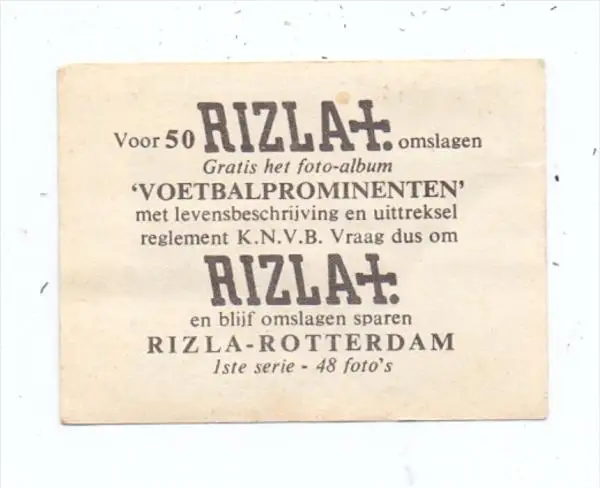 Voor 50 RIZLA+. omslagen
Gratis het foto-album
'VOETBALPROMINENTEN'
met levensbeschrijving en uittreksel
reglement K.N.V.B. Vraag dus om
RIZLA+.
en blijf omslagen sparen
RIZLA-ROTTERDAM
1ste serie - 48 foto's